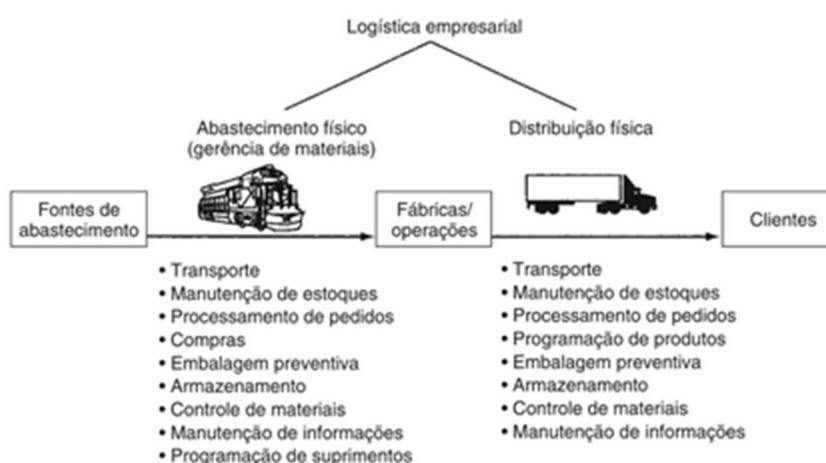 Logística empresarial
Abastecimento físico
(gerência de materiais)
Distribuição física
Fontes de
abastecimento
Fábricas/
operações
Clientes
• Transporte
• Manutenção de estoques
• Processamento de pedidos
• Compras
• Embalagem preventiva
• Armazenamento
• Controle de materiais
• Manutenção de informações
• Programação de suprimentos
• Transporte
• Manutenção de estoques
• Processamento de pedidos
• Programação de produtos
• Embalagem preventiva
• Armazenamento
• Controle de materiais
• Manutenção de informações